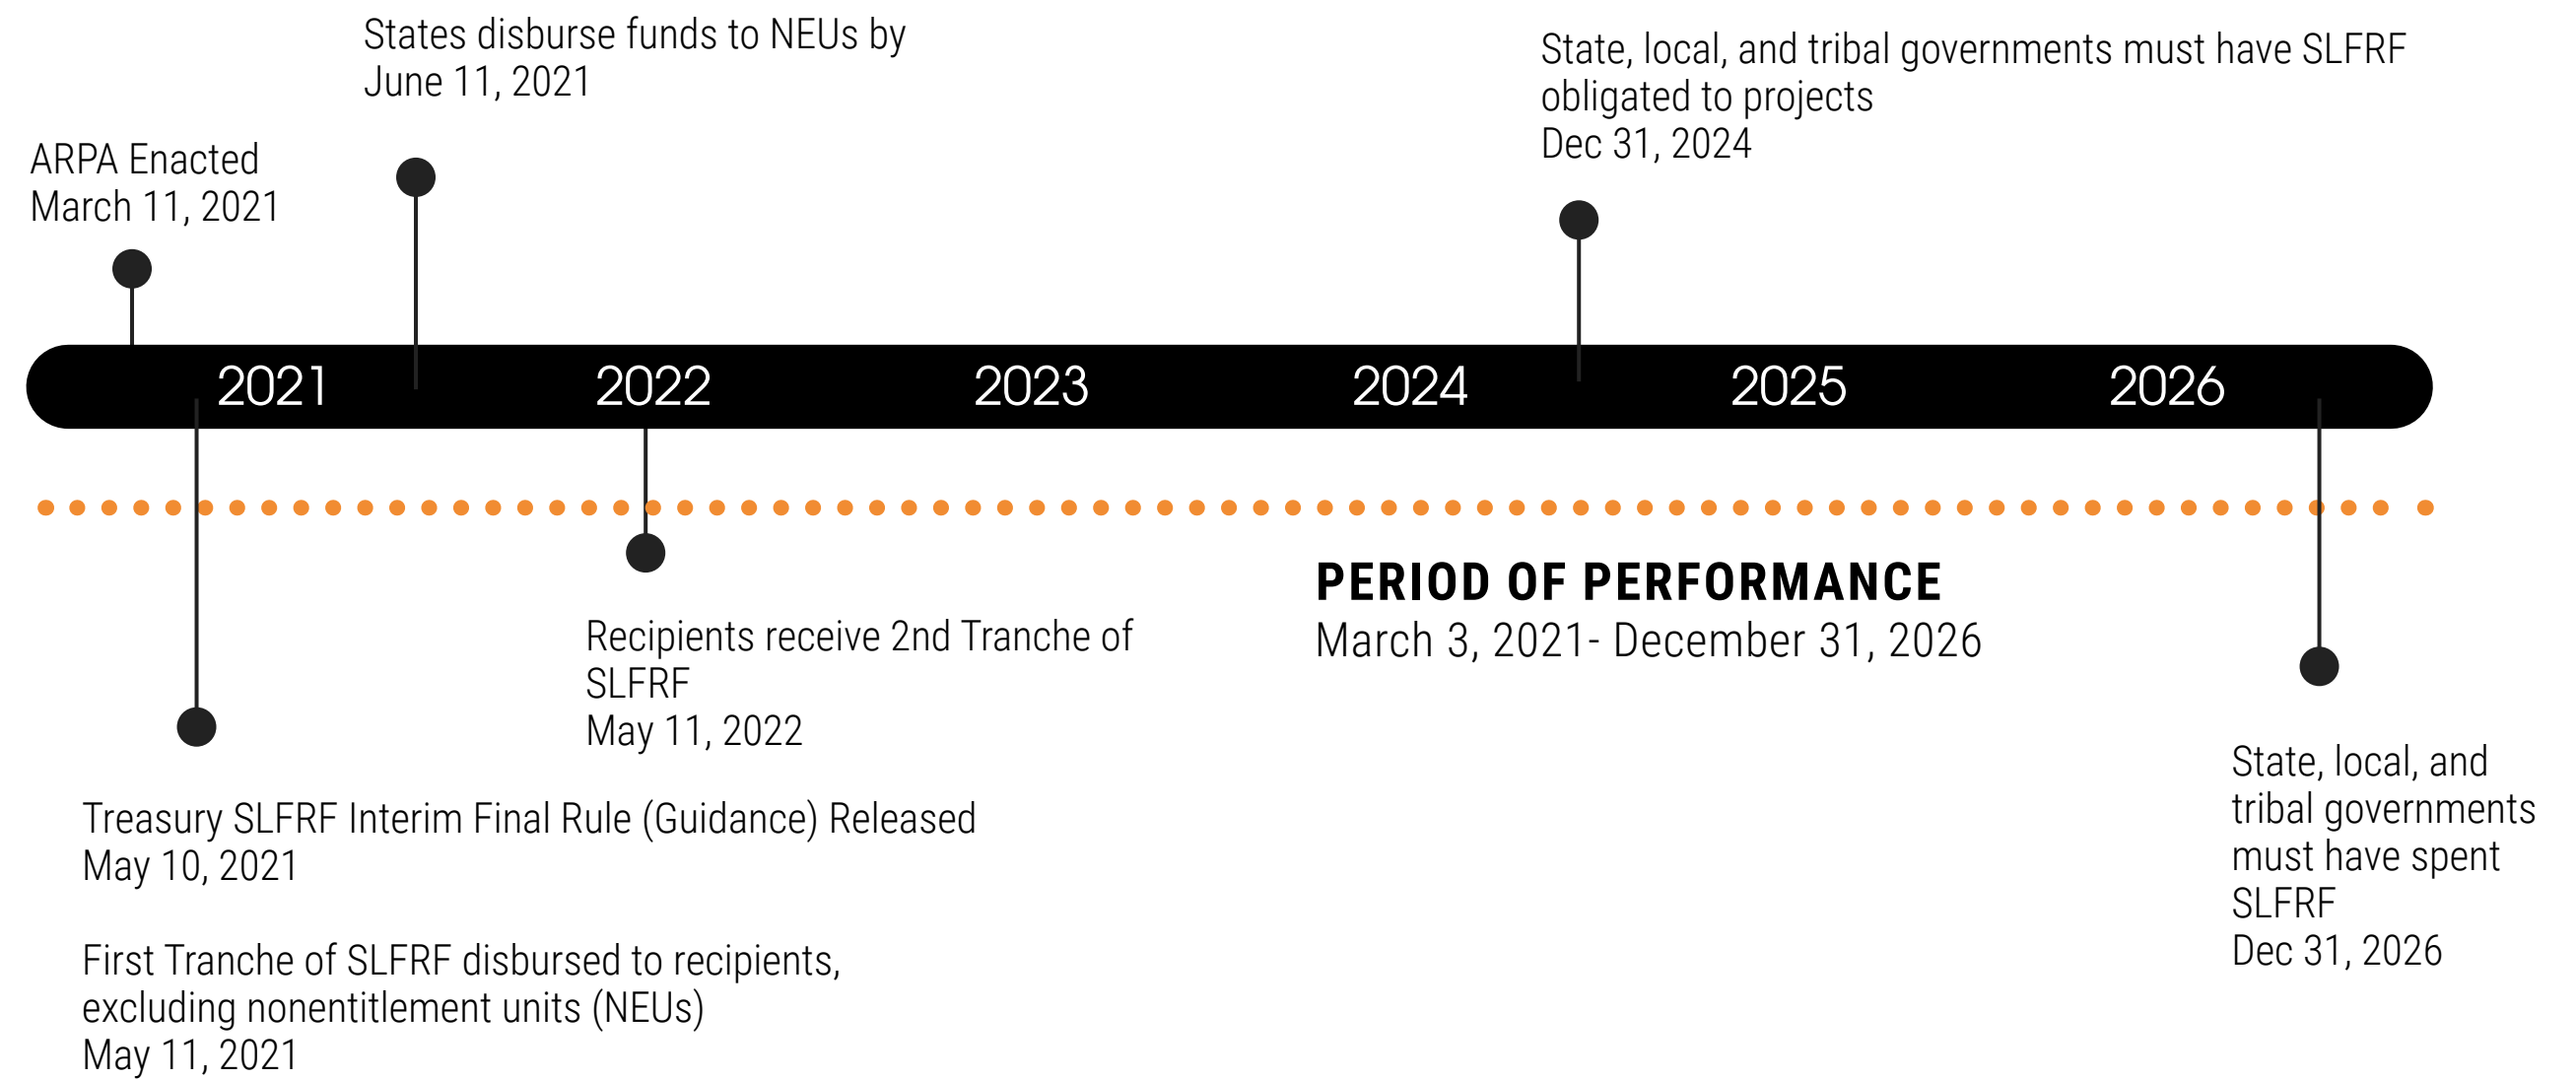 States disburse funds to NEUs by
June 11, 2021
State, local, and tribal governments must have SLFRF
obligated to projects
Dec 31, 2024
ARPA Enacted
March 11, 2021
2021
2022
2023
2024
2025
2026
PERIOD OF PERFORMANCE
March 3, 2021- December 31, 2026
Recipients receive 2nd Tranche of
SLFRF
May 11, 2022
State, local, and
tribal governments
must have spent
SLFRF
Dec 31, 2026
Treasury SLFRF Interim Final Rule (Guidance) Released
May 10, 2021
First Tranche of SLFRF disbursed to recipients,
excluding nonentitlement units (NEUs)
May 11, 2021